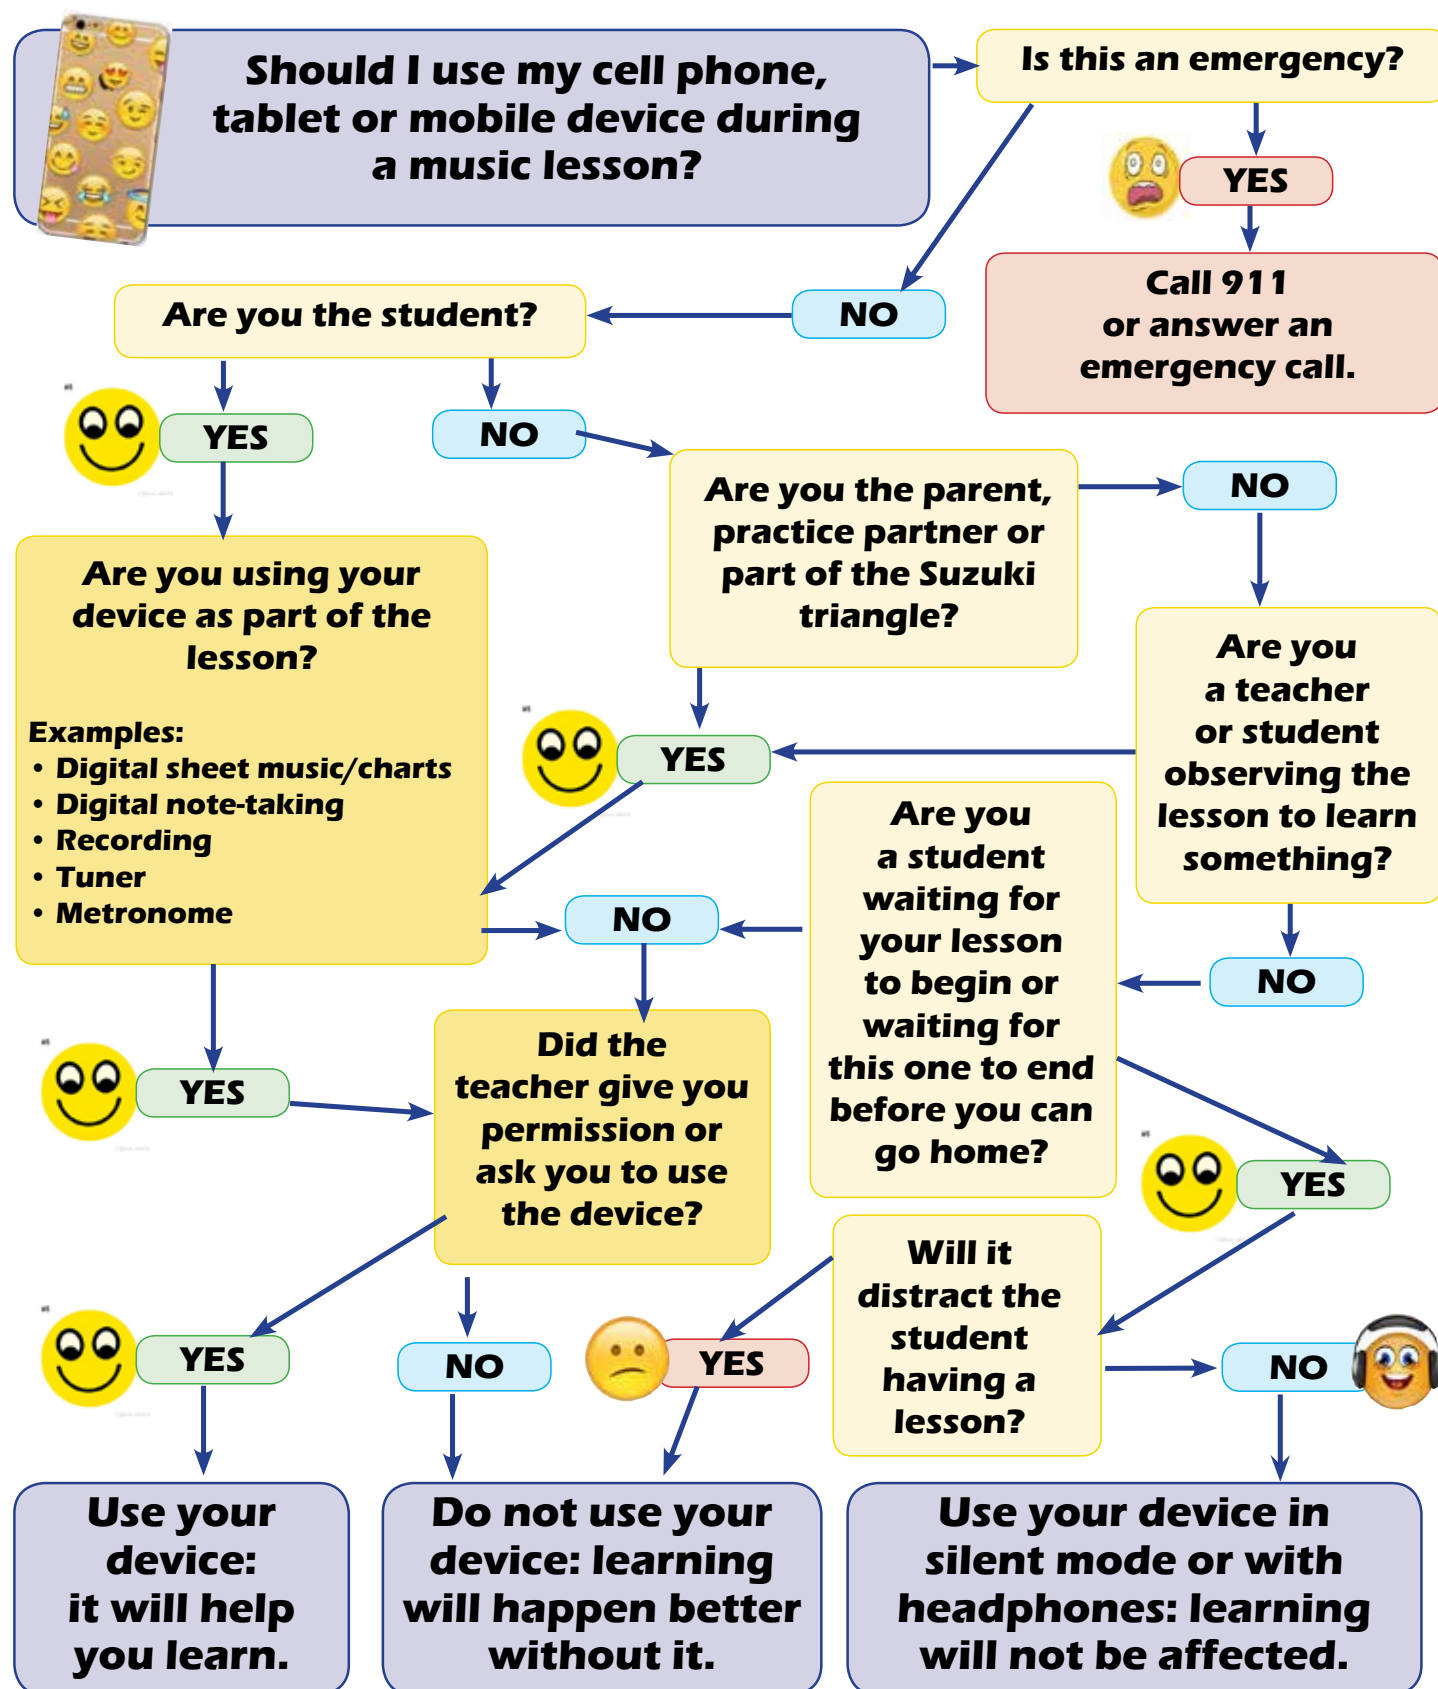 Should I use my cell phone,
tablet or mobile device during
a music lesson?
Is this an emergency?
YES
Call 911
or answer an
emergency call.
NO
Are you the student?
YES
NO
Are you the parent,
practice partner or
part of the Suzuki
triangle?
NO
Are you using your
device as part of the
lesson?
Examples:
• Digital sheet music/charts
• Digital note-taking
• Recording
• Tuner
• Metronome
YES
Are you
a teacher
or student
observing the
lesson to learn
something?
NO
Are you
a student
waiting for
your lesson
to begin or
waiting for
this one to end
before you can
go home?
NO
YES
Did the
teacher give you
permission or
ask you to use
the device?
YES
Will it
distract the
student
having a
lesson?
YES
NO
YES
NO
Use your
device:
it will help
you learn.
Do not use your
device: learning
will happen better
without it.
Use your device in
silent mode or with
headphones: learning
will not be affected.